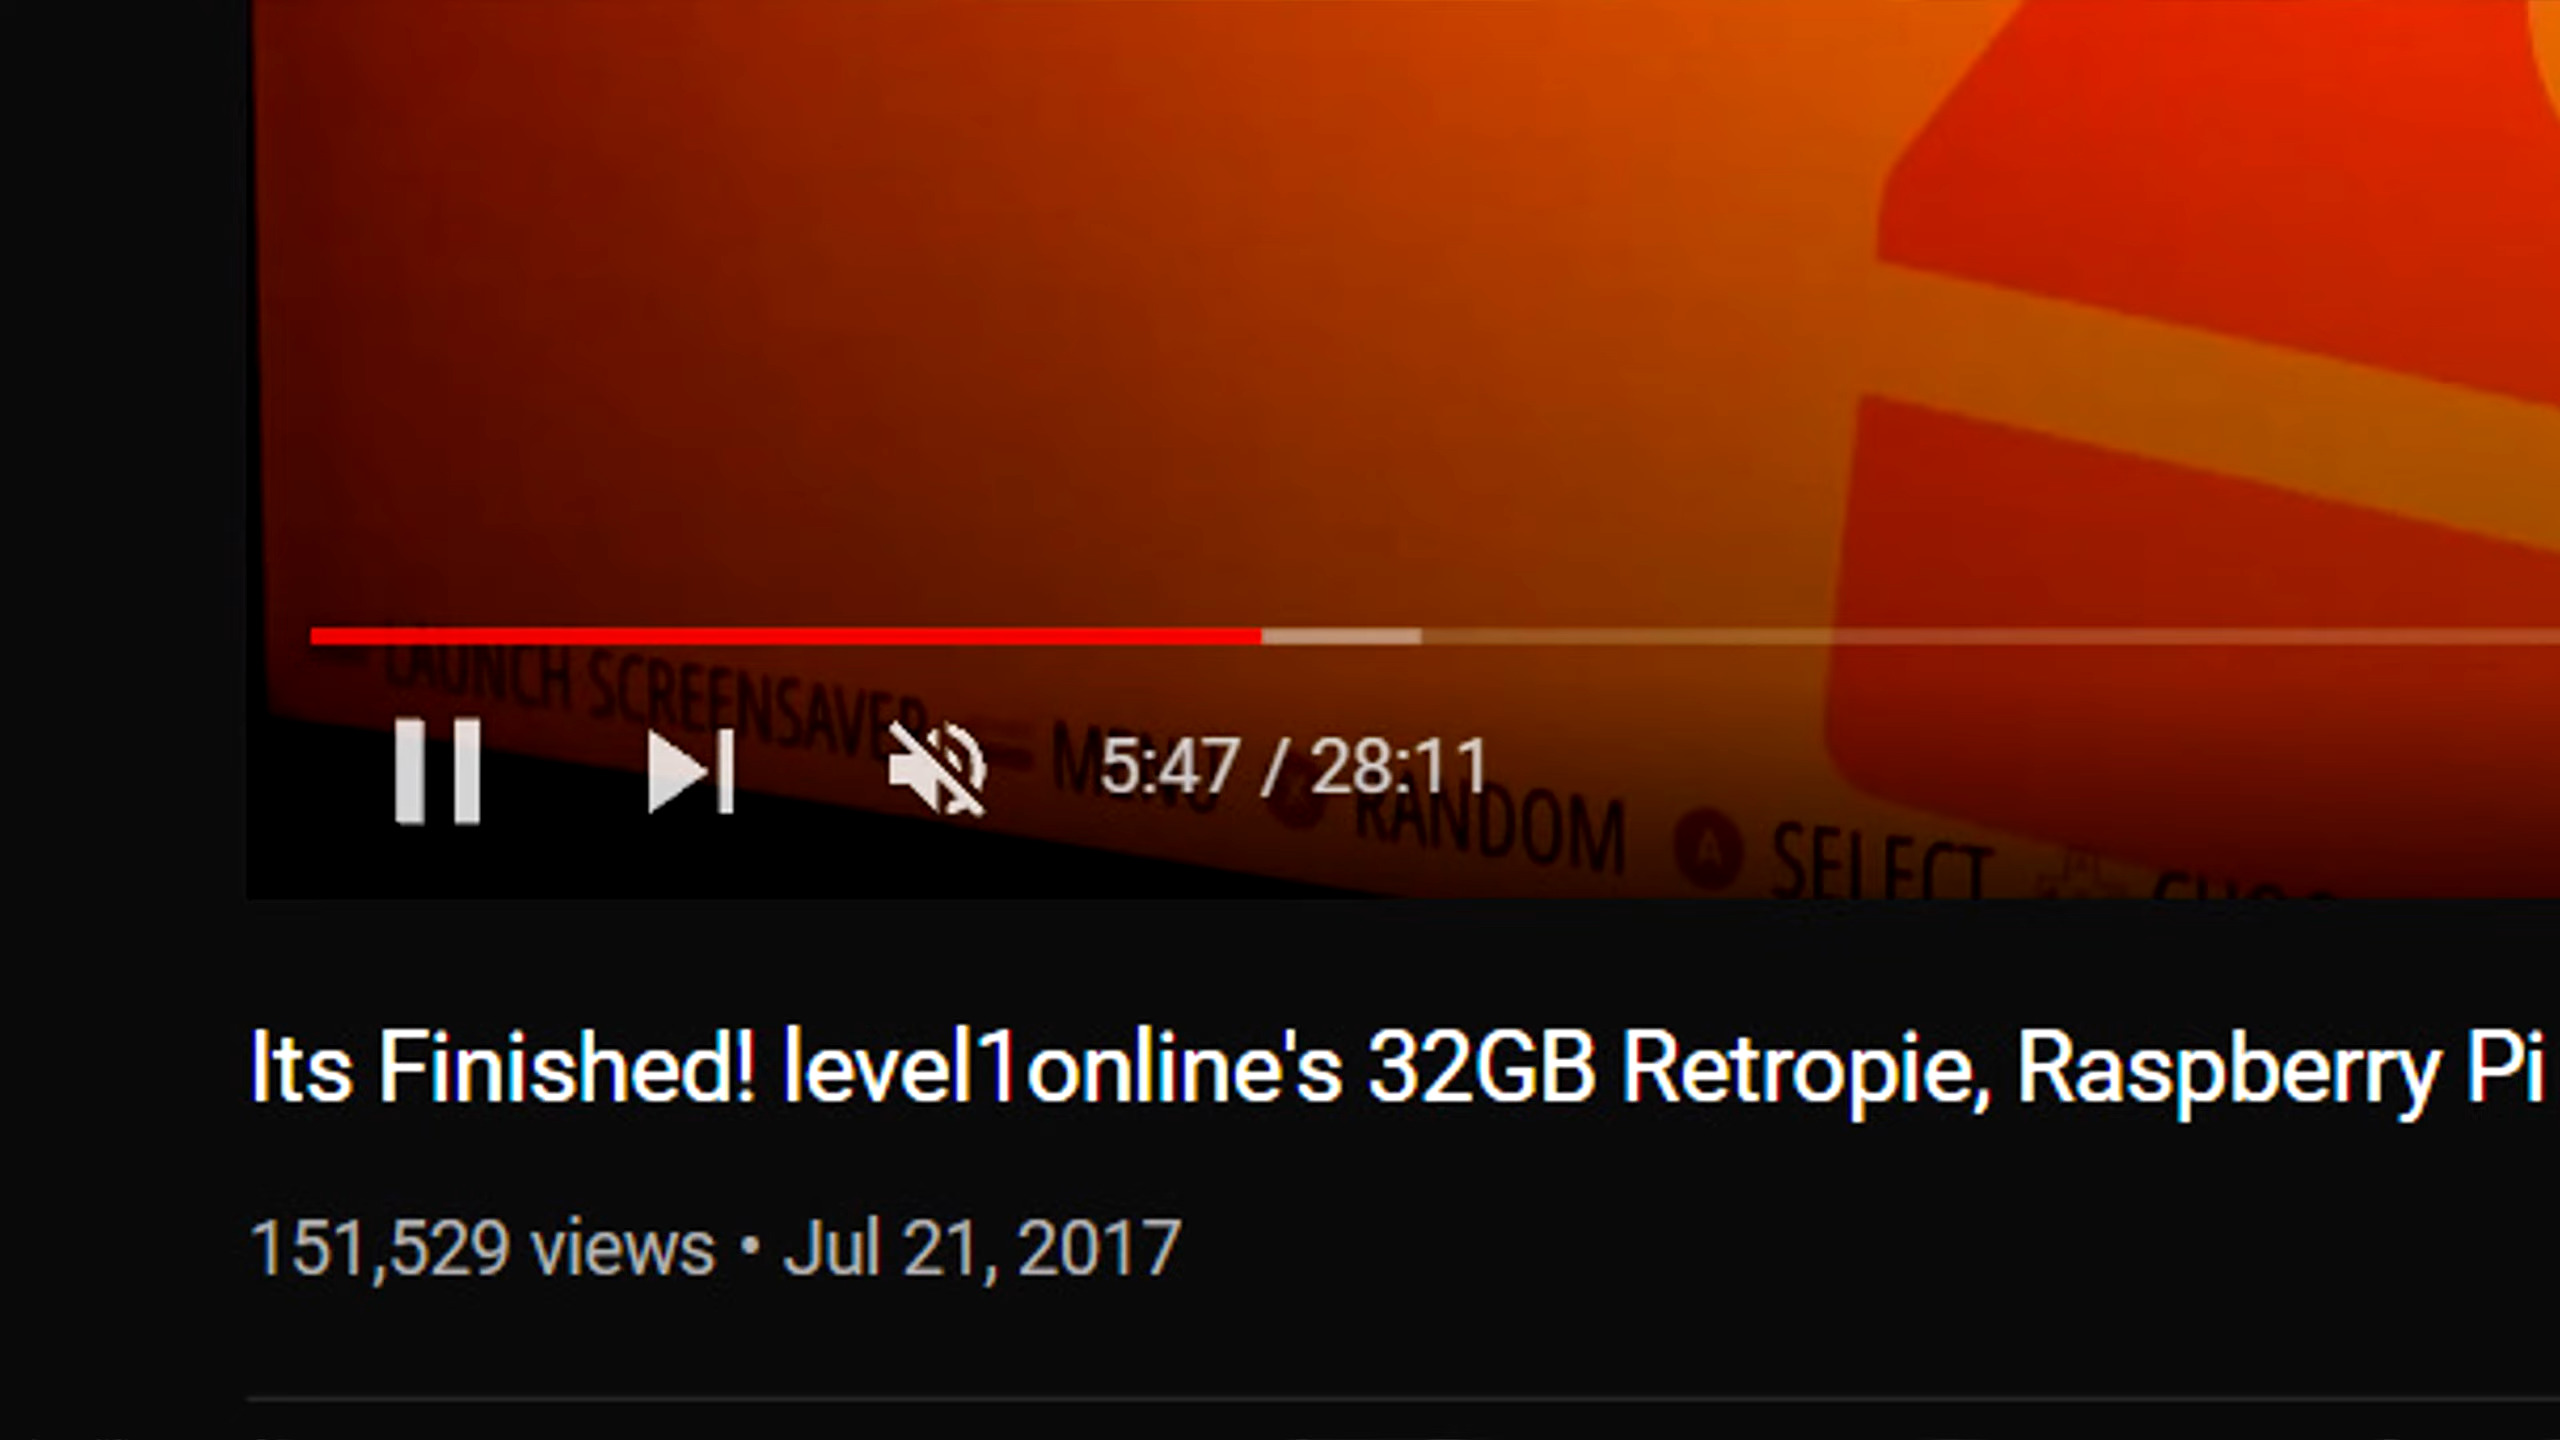 LAUNCH SCREENSAVER MENU RANDOM A SELECT
5:47 / 28:11
Its Finished! level1online's 32GB Retropie, Raspberry Pi
151,529 views • Jul 21, 2017